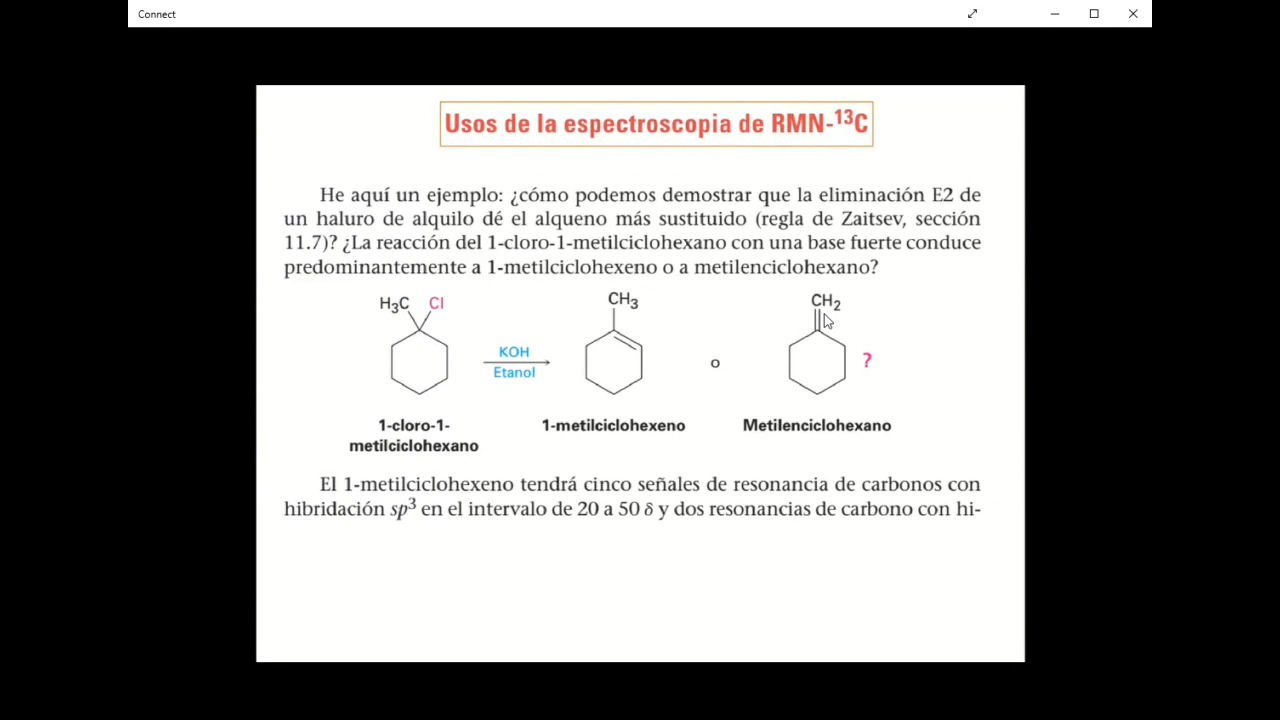 Connect
Usos de la espectroscopia de RMN-¹³C
He aquí un ejemplo: ¿cómo podemos demostrar que la eliminación E2 de
un haluro de alquilo dé el alqueno más sustituido (regla de Zaitsev, sección
11.7)? ¿La reacción del 1-cloro-1-metilciclohexano con una base fuerte conduce
predominantemente a 1-metilciclohexeno o a metilenciclohexano?
H₃C Cl
CH₃
CH₂
KOH
Etanol
o
?
1-cloro-1-
metilciclohexano
1-metilciclohexeno
Metilenciclohexano
El 1-metilciclohexeno tendrá cinco señales de resonancia de carbonos con
hibridación sp³ en el intervalo de 20 a 50 δ y dos resonancias de carbono con hi-